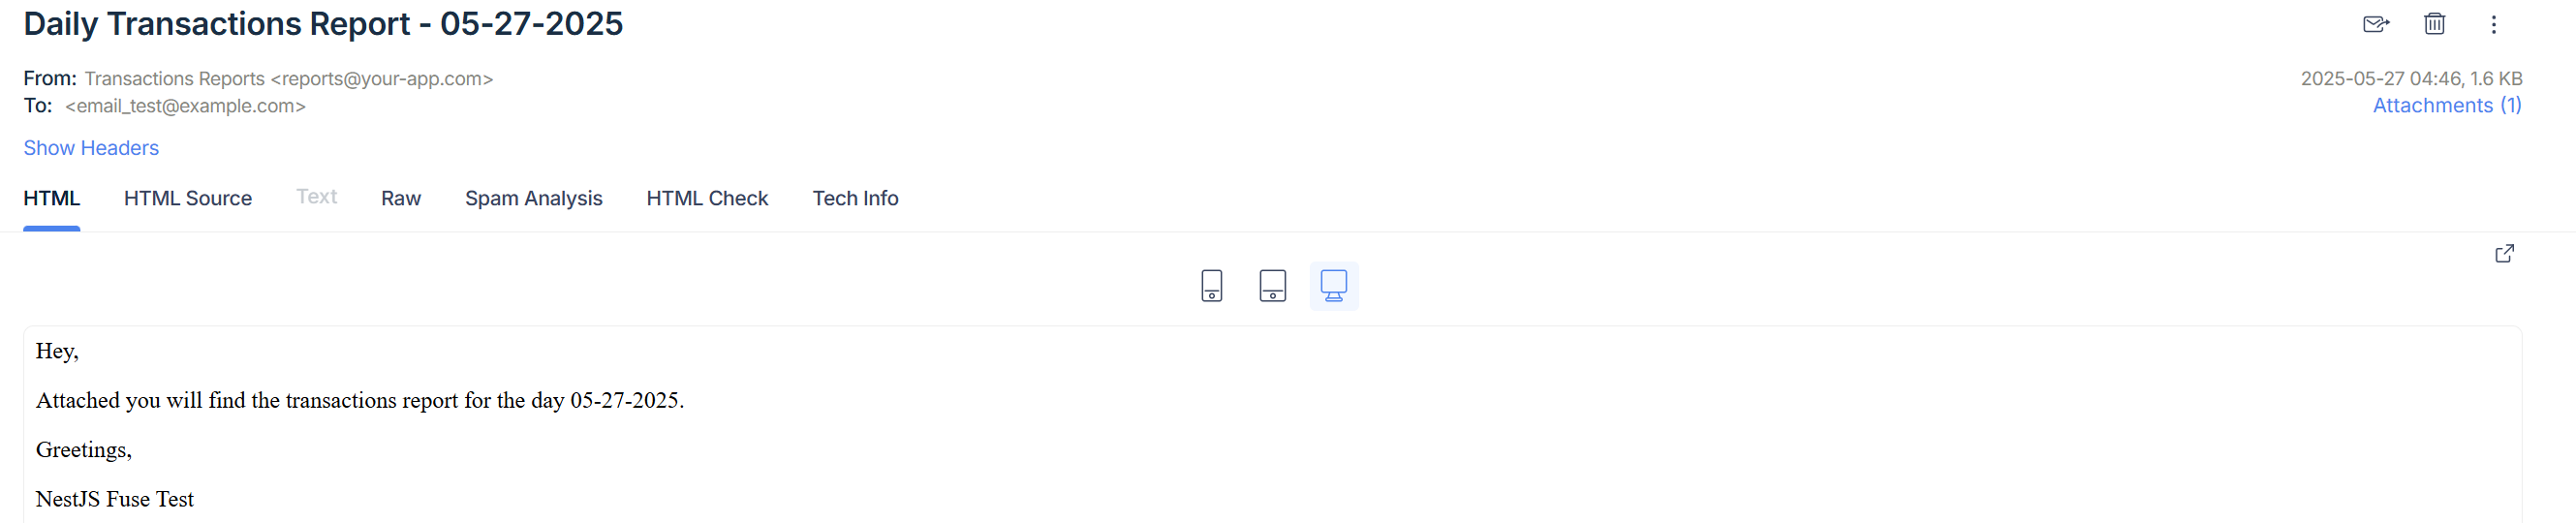 Daily Transactions Report - 05-27-2025
From: Transactions Reports <reports@your-app.com>
2025-05-27 04:46, 1.6 KB
To: <email_test@example.com>
Attachments (1)
Show Headers
HTML HTML Source Text Raw Spam Analysis HTML Check Tech Info
Hey,
Attached you will find the transactions report for the day 05-27-2025.
Greetings,
NestJS Fuse Test